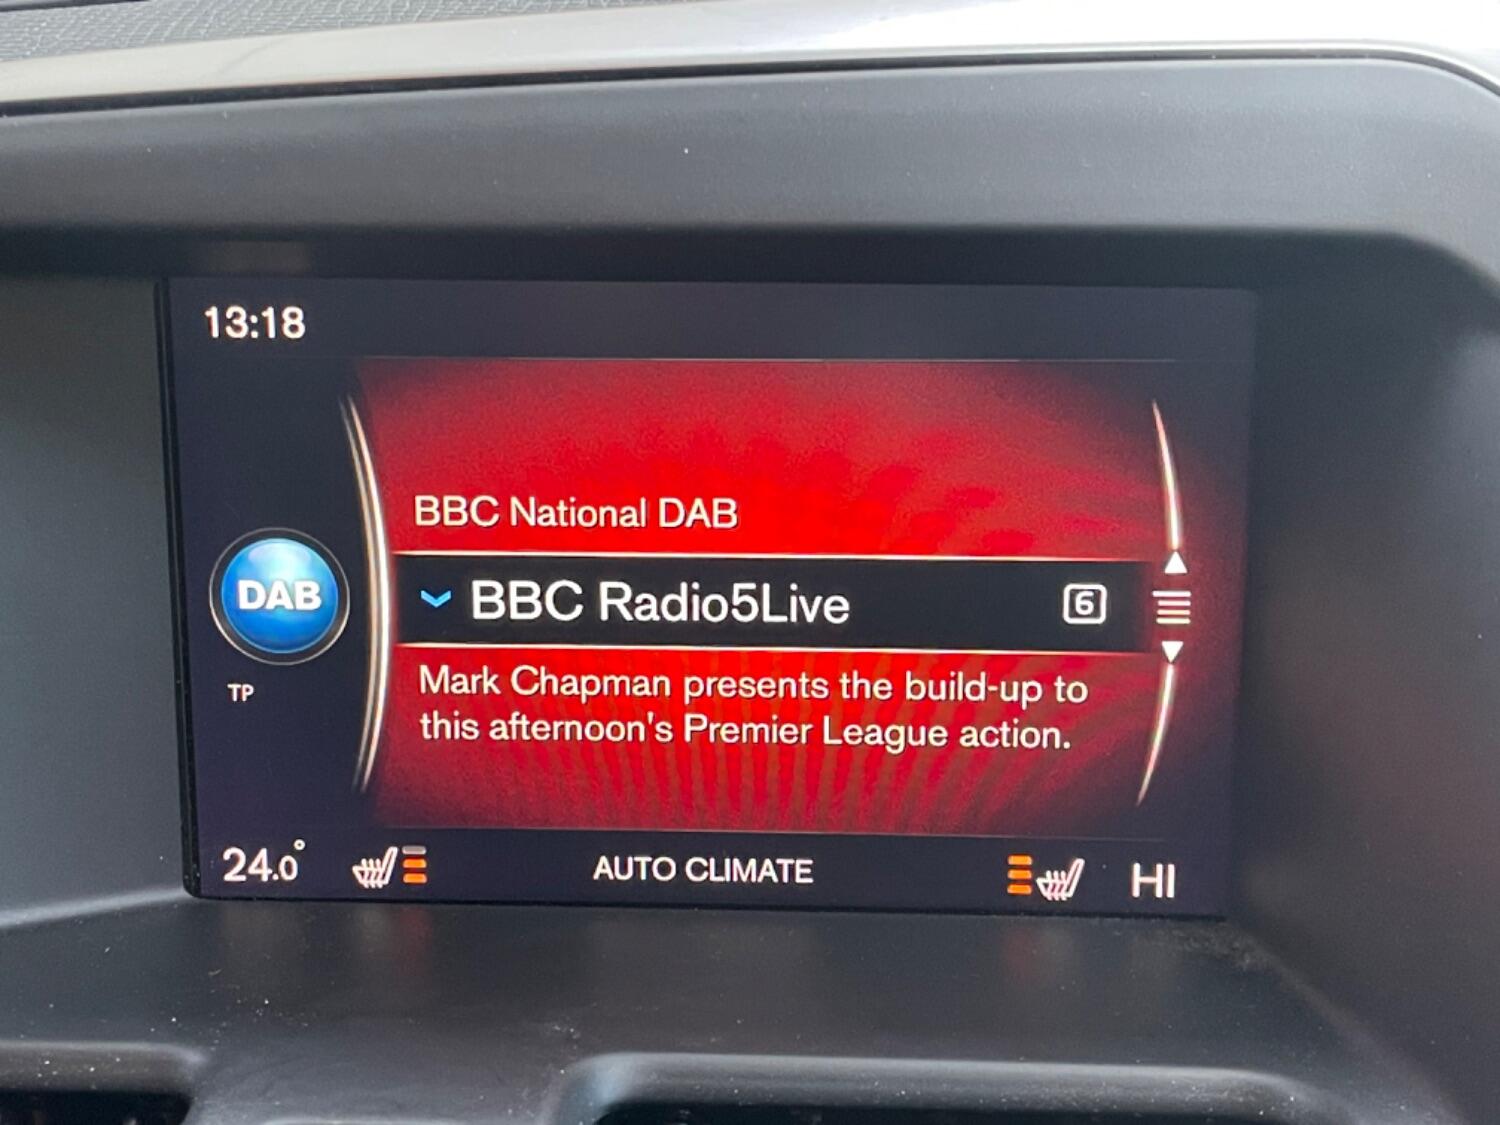 13:18
BBC National DAB
DAB
BBC Radio5Live
6
TP
Mark Chapman presents the build-up to
this afternoon's Premier League action.
24.0°
AUTO CLIMATE
HI